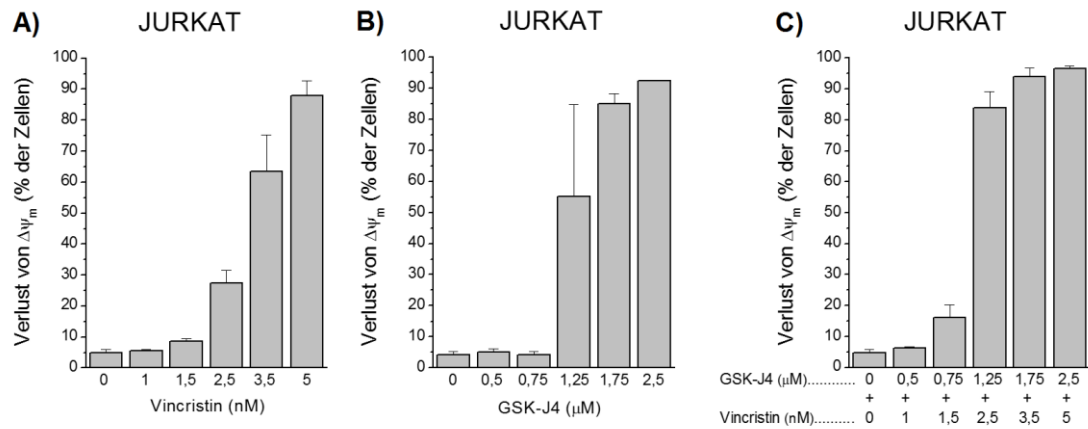 A)
JURKAT
Verlust von Δψm (% der Zellen)
100
90
80
70
60
50
40
30
20
10
0
0 1 1,5 2,5 3,5 5
Vincristin (nM)
B)
JURKAT
Verlust von Δψm (% der Zellen)
100
90
80
70
60
50
40
30
20
10
0
0 0,5 0,75 1,25 1,75 2,5
GSK-J4 (μM)
C)
JURKAT
Verlust von Δψm (% der Zellen)
100
90
80
70
60
50
40
30
20
10
0
GSK-J4 (μM)............ 0 0,5 0,75 1,25 1,75 2,5
+ + + + + +
Vincristin (nM).......... 0 1 1,5 2,5 3,5 5